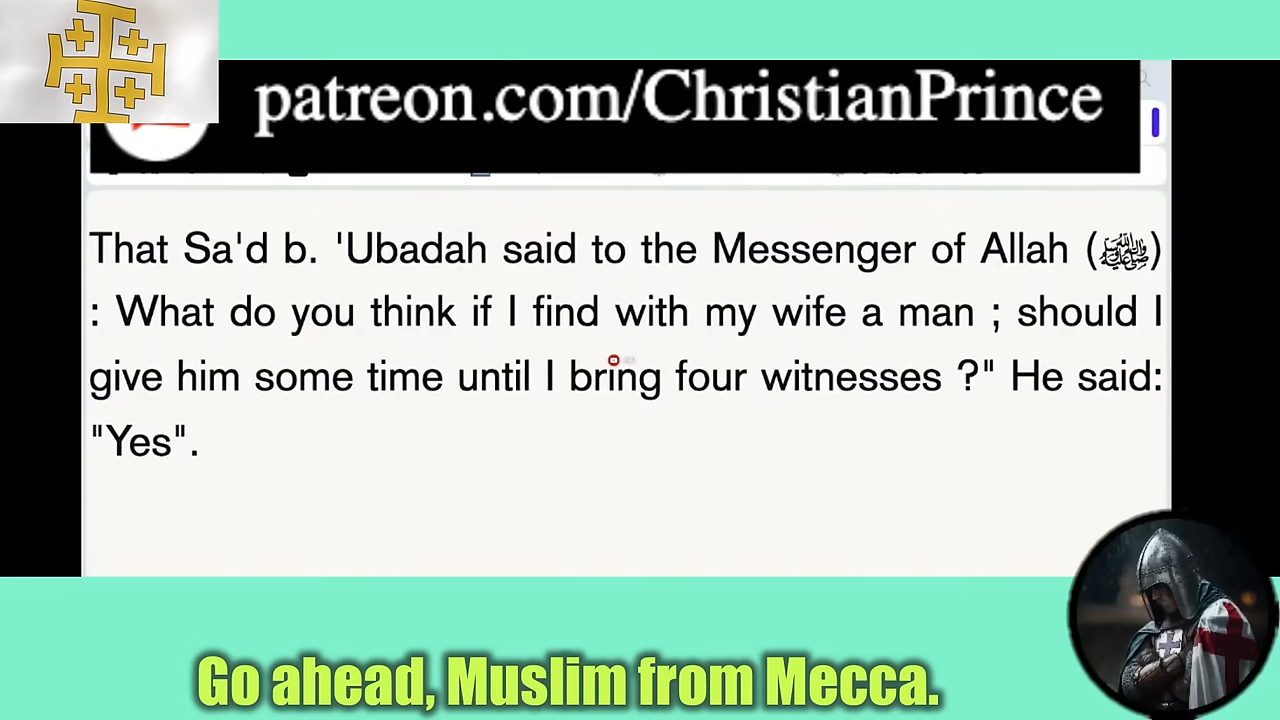 patreon.com/ChristianPrince
That Sa'd b. 'Ubadah said to the Messenger of Allah (ﷺ)
: What do you think if I find with my wife a man ; should I
give him some time until I bring four witnesses ?" He said:
"Yes".
Go ahead, Muslim from Mecca.